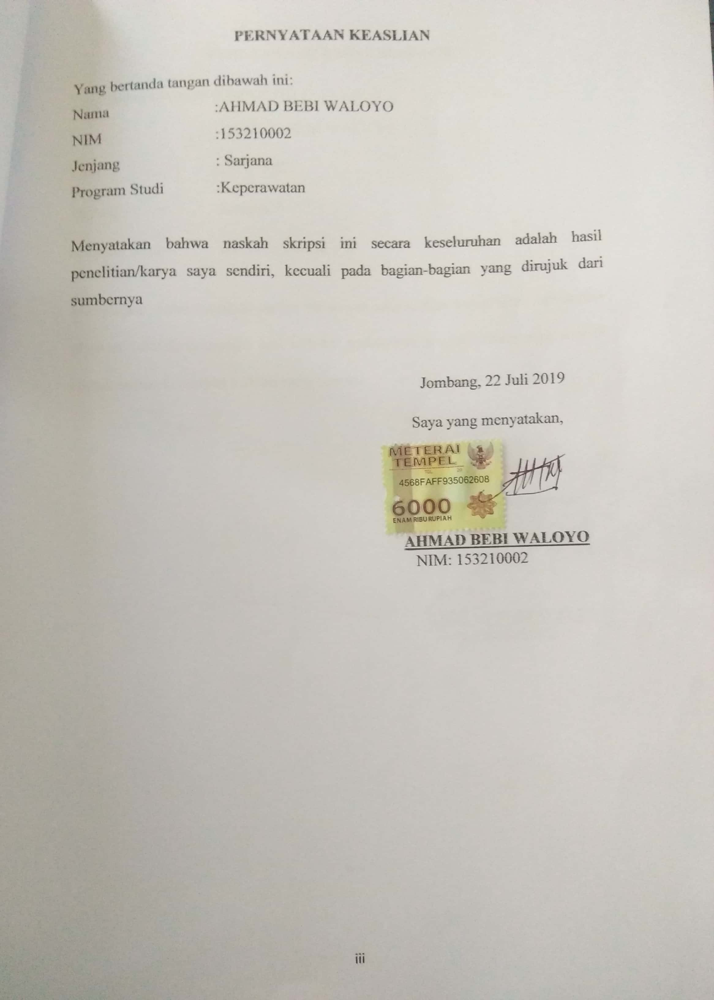 PERNYATAAN KEASLIAN
Yang bertanda tangan dibawah ini:
Nama :AHMAD BEBI WALOYO
NIM :153210002
Jenjang : Sarjana
Program Studi :Keperawatan
Menyatakan bahwa naskah skripsi ini secara keseluruhan adalah hasil
penelitian/karya saya sendiri, kecuali pada bagian-bagian yang dirujuk dari
sumbernya
Jombang, 22 Juli 2019
Saya yang menyatakan,
METERAI
TEMPEL
TGL 20
4568FAFF935062608
6000
ENAM RIBU RUPIAH
AHMAD BEBI WALOYO
NIM: 153210002
iii